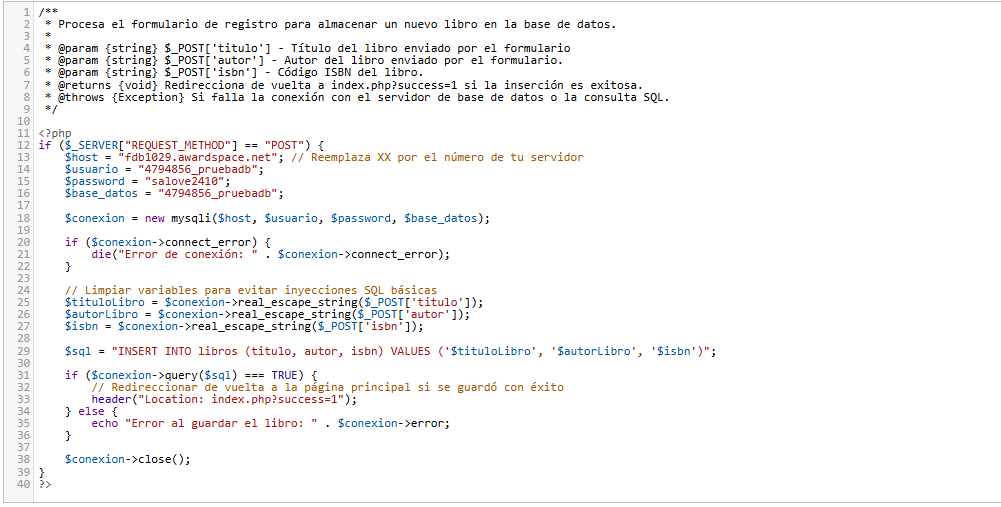 1 /**
2  * Procesa el formulario de registro para almacenar un nuevo libro en la base de datos.
3  *
4  * @param {string} $_POST['titulo'] - Título del libro enviado por el formulario
5  * @param {string} $_POST['autor'] - Autor del libro enviado por el formulario.
6  * @param {string} $_POST['isbn'] - Código ISBN del libro.
7  * @returns {void} Redirecciona de vuelta a index.php?success=1 si la inserción es exitosa.
8  * @throws {Exception} Si falla la conexión con el servidor de base de datos o la consulta SQL.
9  */
10
11 <?php
12 if ($_SERVER["REQUEST_METHOD"] == "POST") {
13     $host = "fdb1029.awardspace.net"; // Reemplaza XX por el número de tu servidor
14     $usuario = "4794856_pruebadb";
15     $password = "salove2410";
16     $base_datos = "4794856_pruebadb";
17
18     $conexion = new mysqli($host, $usuario, $password, $base_datos);
19
20     if ($conexion->connect_error) {
21         die("Error de conexión: " . $conexion->connect_error);
22     }
23
24     // Limpiar variables para evitar inyecciones SQL básicas
25     $tituloLibro = $conexion->real_escape_string($_POST['titulo']);
26     $autorLibro = $conexion->real_escape_string($_POST['autor']);
27     $isbn = $conexion->real_escape_string($_POST['isbn']);
28
29     $sql = "INSERT INTO libros (titulo, autor, isbn) VALUES ('$tituloLibro', '$autorLibro', '$isbn')";
30
31     if ($conexion->query($sql) === TRUE) {
32         // Redireccionar de vuelta a la página principal si se guardó con éxito
33         header("Location: index.php?success=1");
34     } else {
35         echo "Error al guardar el libro: " . $conexion->error;
36     }
37
38     $conexion->close();
39 }
40 ?>